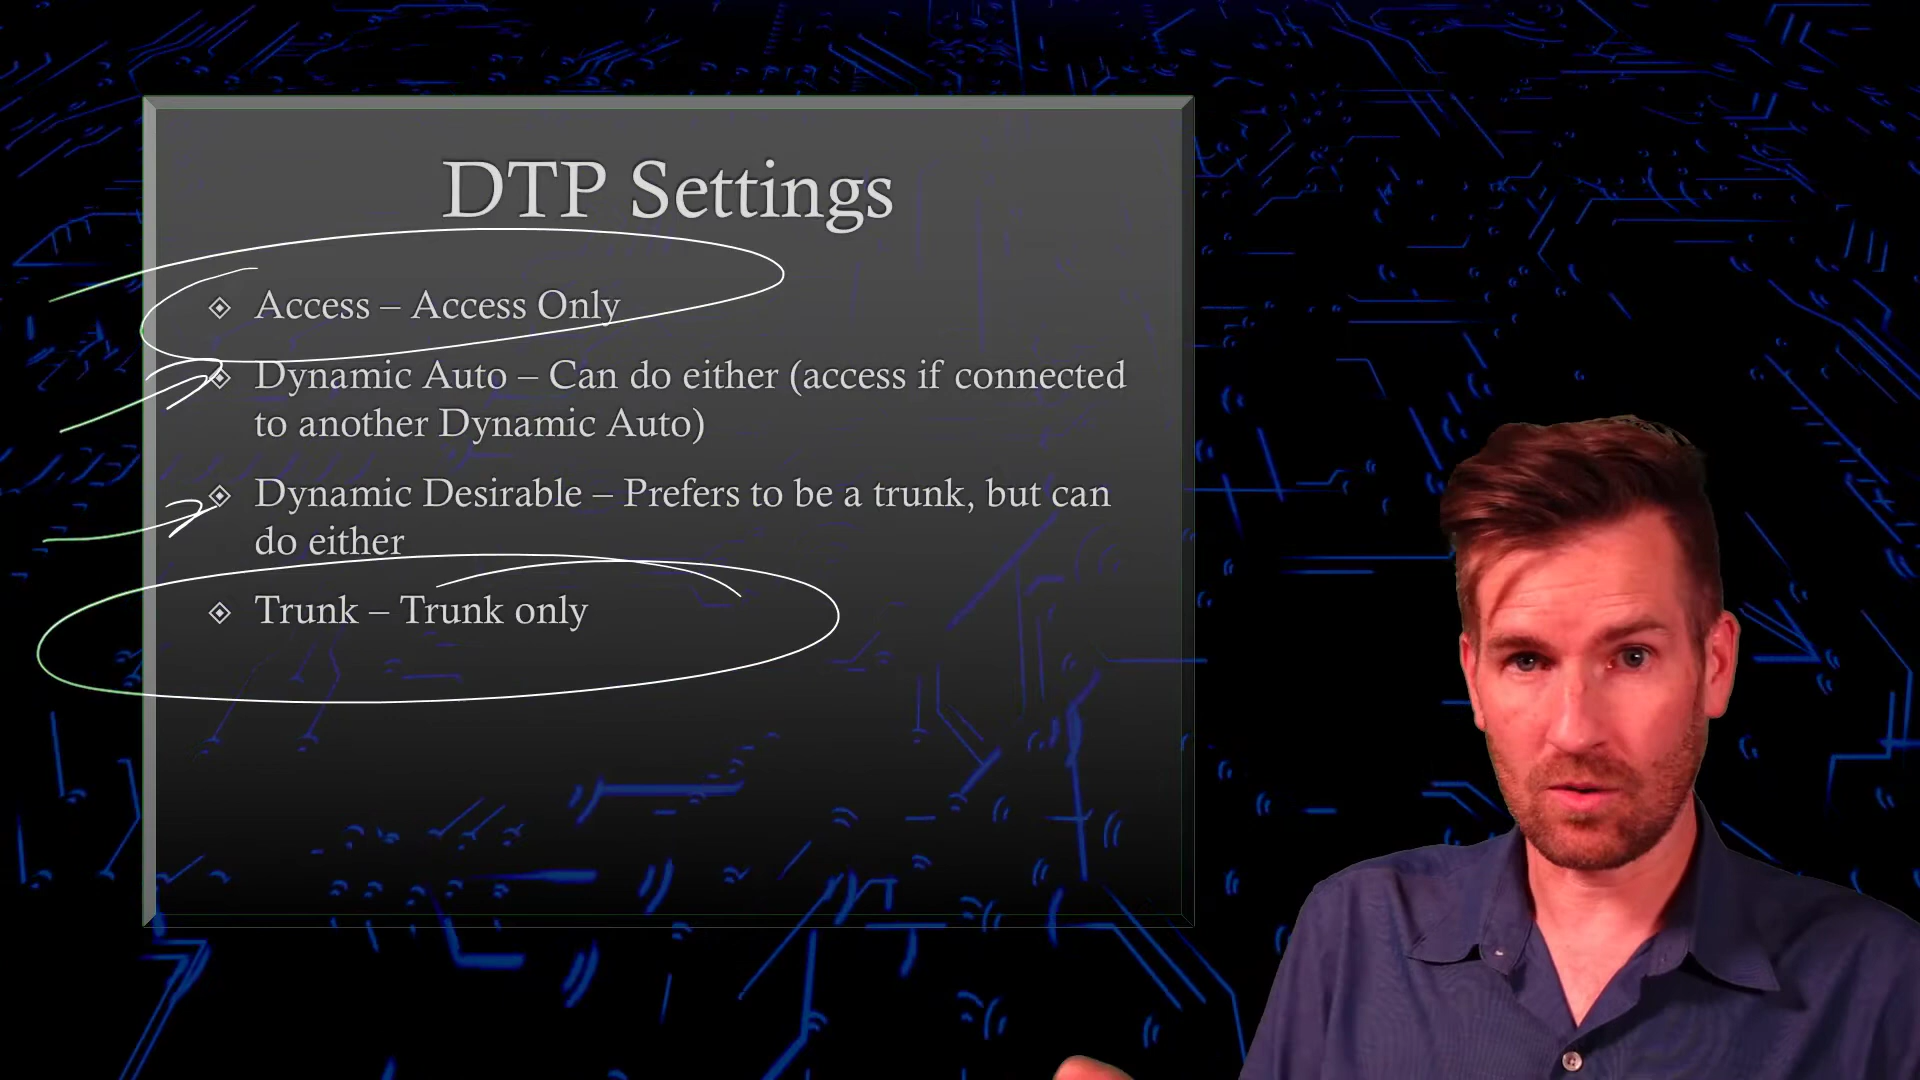 DTP Settings
Access – Access Only
Dynamic Auto – Can do either (access if connected
to another Dynamic Auto)
Dynamic Desirable – Prefers to be a trunk, but can
do either
Trunk – Trunk only